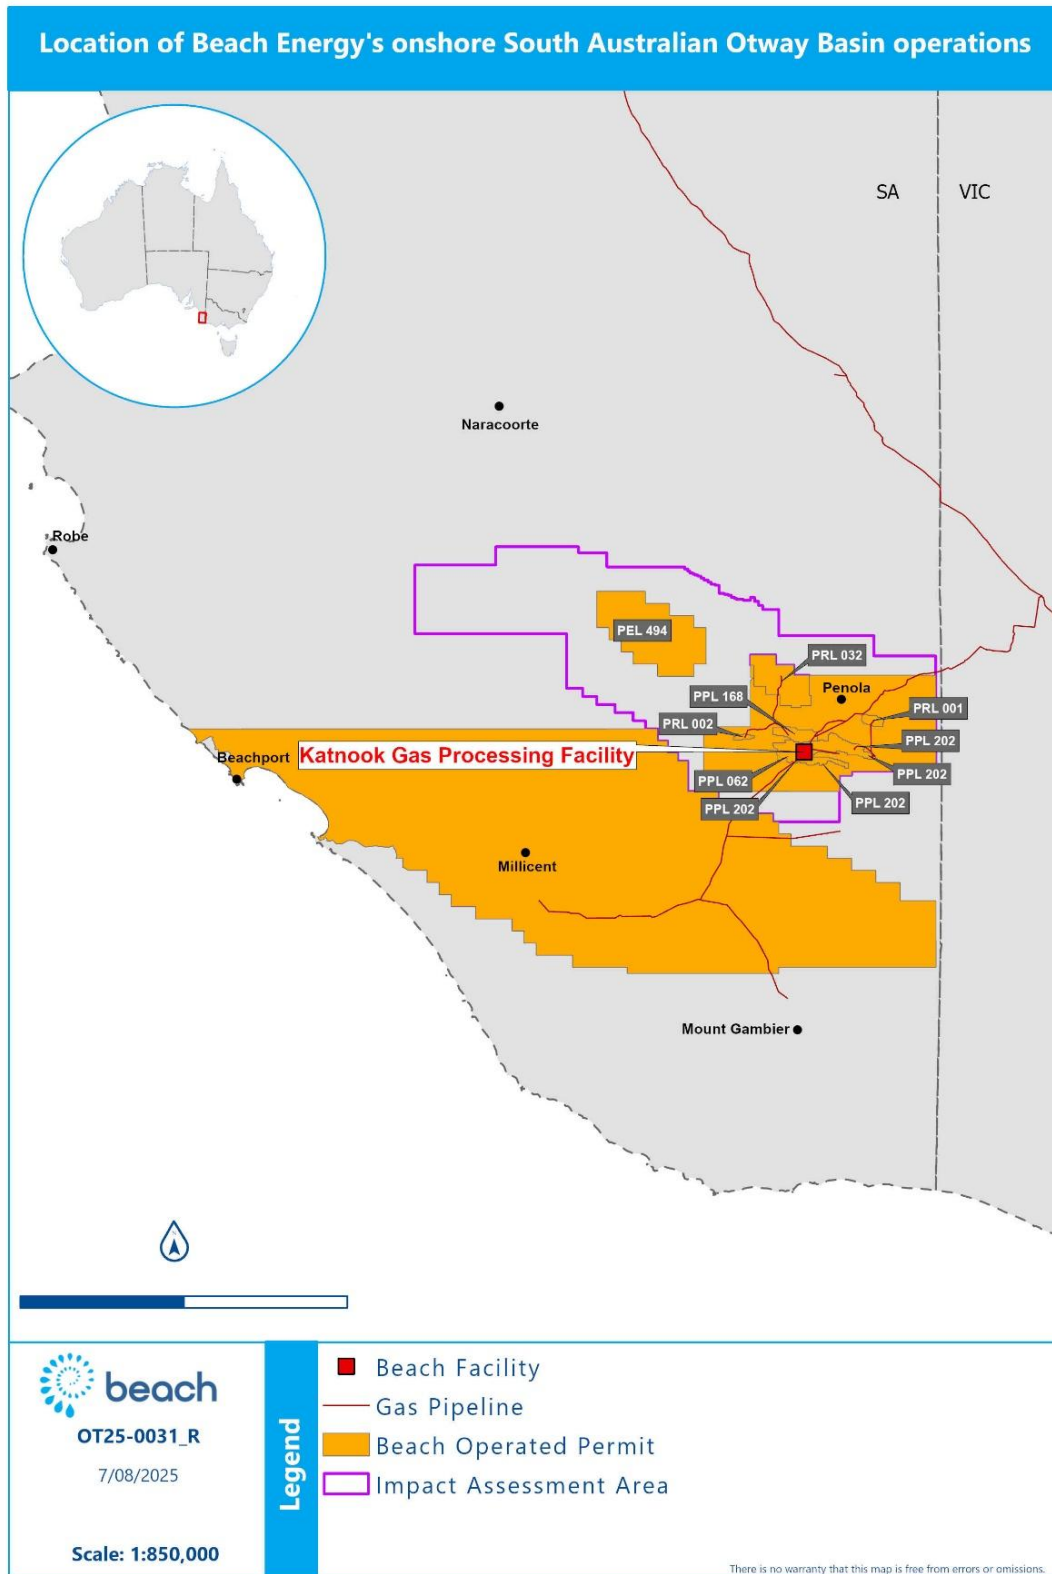 Location of Beach Energy's onshore South Australian Otway Basin operations
SA
VIC
Naracoorte
Robe
PEL 494
PRL 032
Penola
PPL 168
PRL 001
PRL 002
PPL 202
Beachport
Katnook Gas Processing Facility
PPL 202
PPL 062
PPL 202
PPL 202
Millicent
Mount Gambier
beach
OT25-0031_R
7/08/2025
Scale: 1:850,000
Legend
Beach Facility
Gas Pipeline
Beach Operated Permit
Impact Assessment Area
There is no warranty that this map is free from errors or omissions.